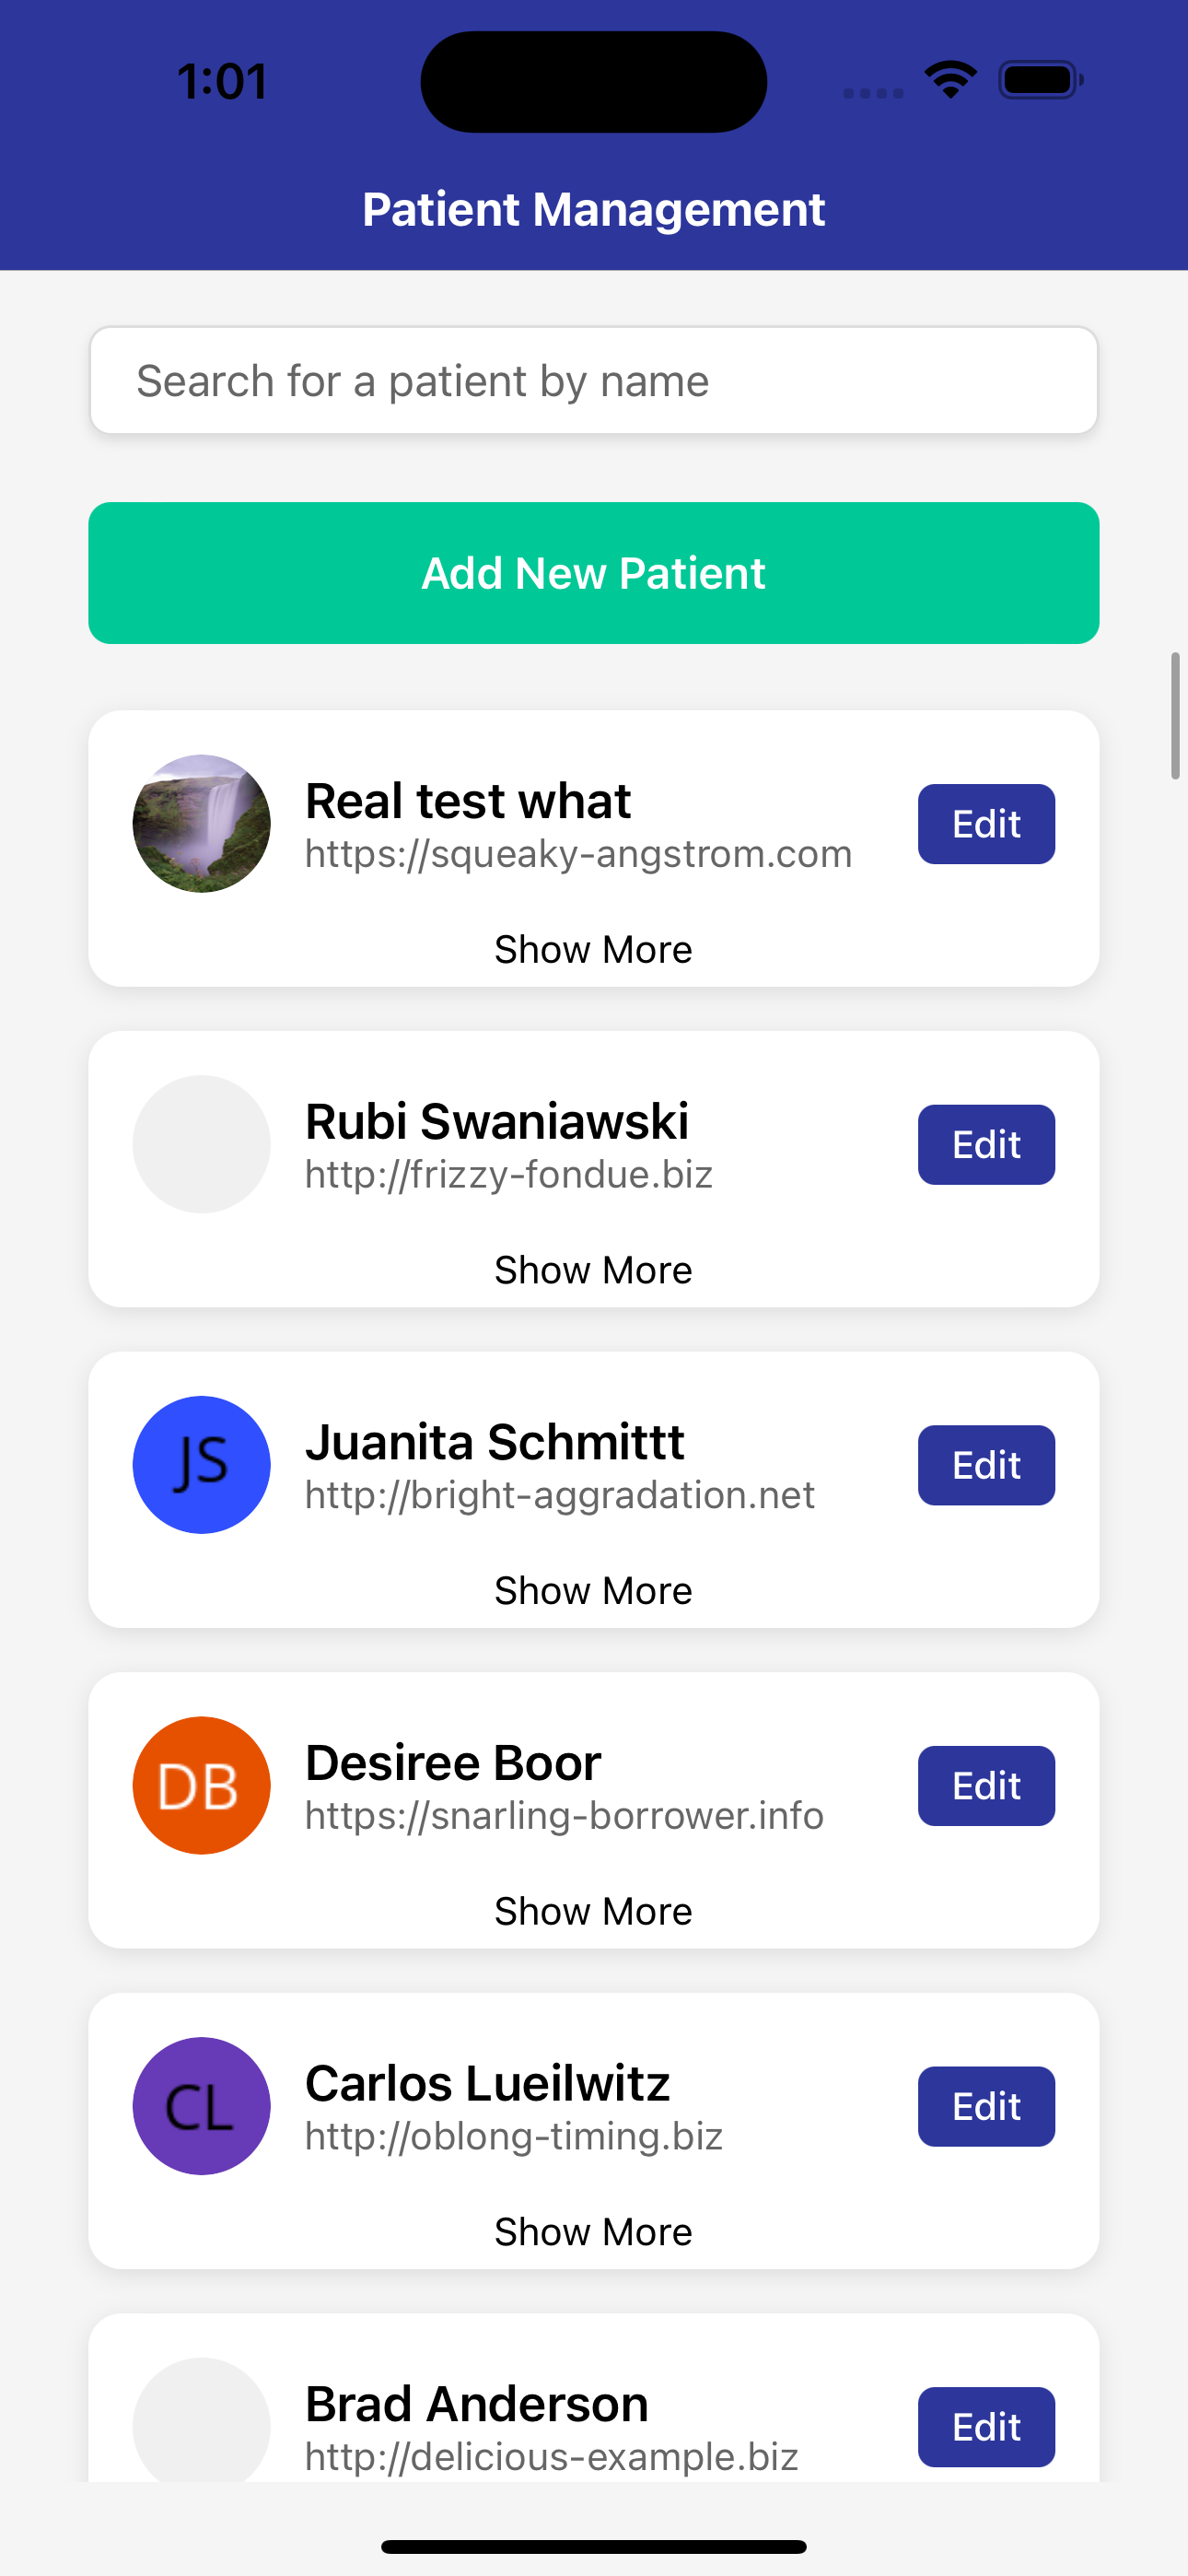 1:01
Patient Management
Search for a patient by name
Add New Patient
Real test what
https://squeaky-angstrom.com
Edit
Show More
Rubi Swaniawski
http://frizzy-fondue.biz
Edit
Show More
JS
Juanita Schmittt
http://bright-aggradation.net
Edit
Show More
DB
Desiree Boor
https://snarling-borrower.info
Edit
Show More
CL
Carlos Lueilwitz
http://oblong-timing.biz
Edit
Show More
Brad Anderson
http://delicious-example.biz
Edit